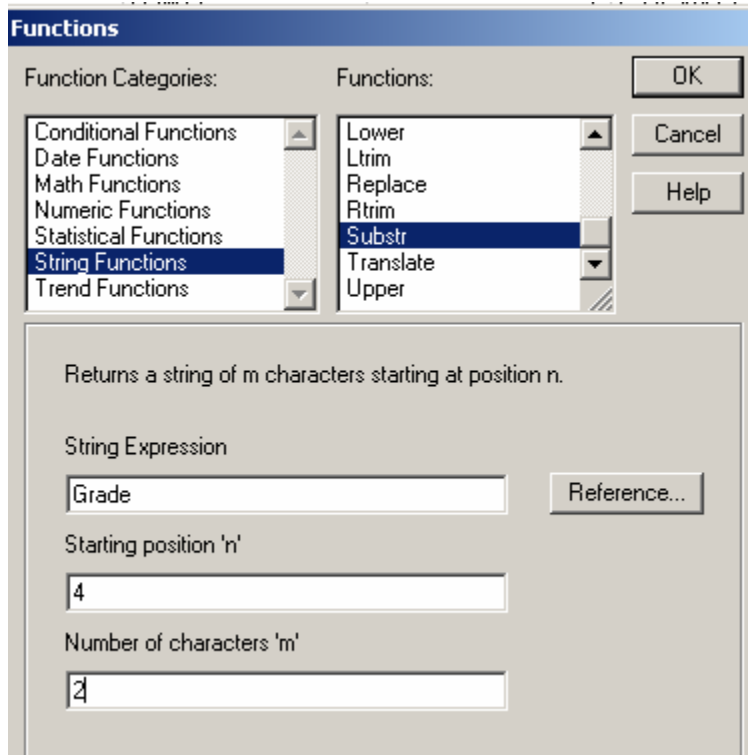 Functions
Function Categories:
Functions:
OK
Conditional Functions
Date Functions
Math Functions
Numeric Functions
Statistical Functions
String Functions
Trend Functions
Lower
Ltrim
Replace
Rtrim
Substr
Translate
Upper
Cancel
Help
Returns a string of m characters starting at position n.
String Expression
Grade
Reference...
Starting position 'n'
4
Number of characters 'm'
2